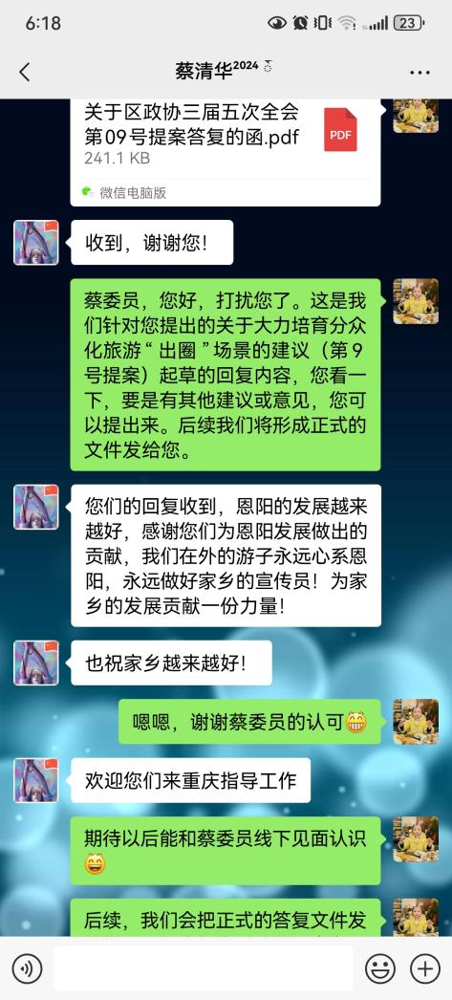 6:18
23
蔡清华²⁰²⁴
关于区政协三届五次全会
第09号提案答复的函.pdf
PDF
241.1 KB
微信电脑版
收到，谢谢您！
蔡委员，您好，打扰您了。这是我
们针对您提出的关于大力培育分众
化旅游“出圈”场景的建议（第9
号提案）起草的回复内容，您看一
下，要是有其他建议或意见，您可
以提出来。后续我们将形成正式的
文件发给您。
您们的回复收到，恩阳的发展越来
越好，感谢您们为恩阳发展做出的
贡献，我们在外的游子永远心系恩
阳，永远做好家乡的宣传员！为家
乡的发展贡献一份力量！
也祝家乡越来越好！
嗯嗯，谢谢蔡委员的认可😁
欢迎您们来重庆指导工作
期待以后能和蔡委员线下见面认识
😄
后续，我们会把正式的答复文件发